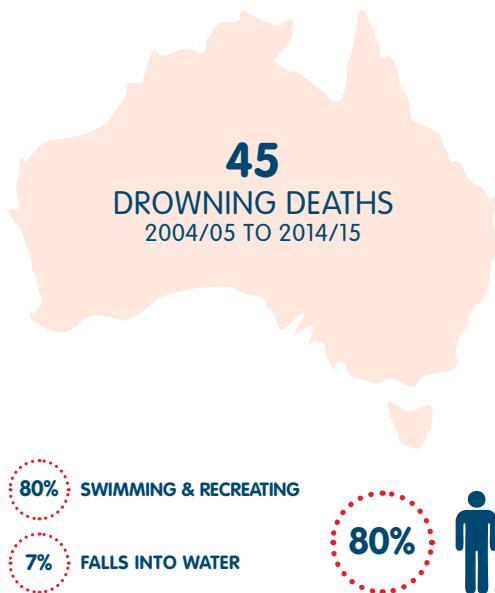 45
DROWNING DEATHS
2004/05 TO 2014/15
80% SWIMMING & RECREATING
7% FALLS INTO WATER
80%